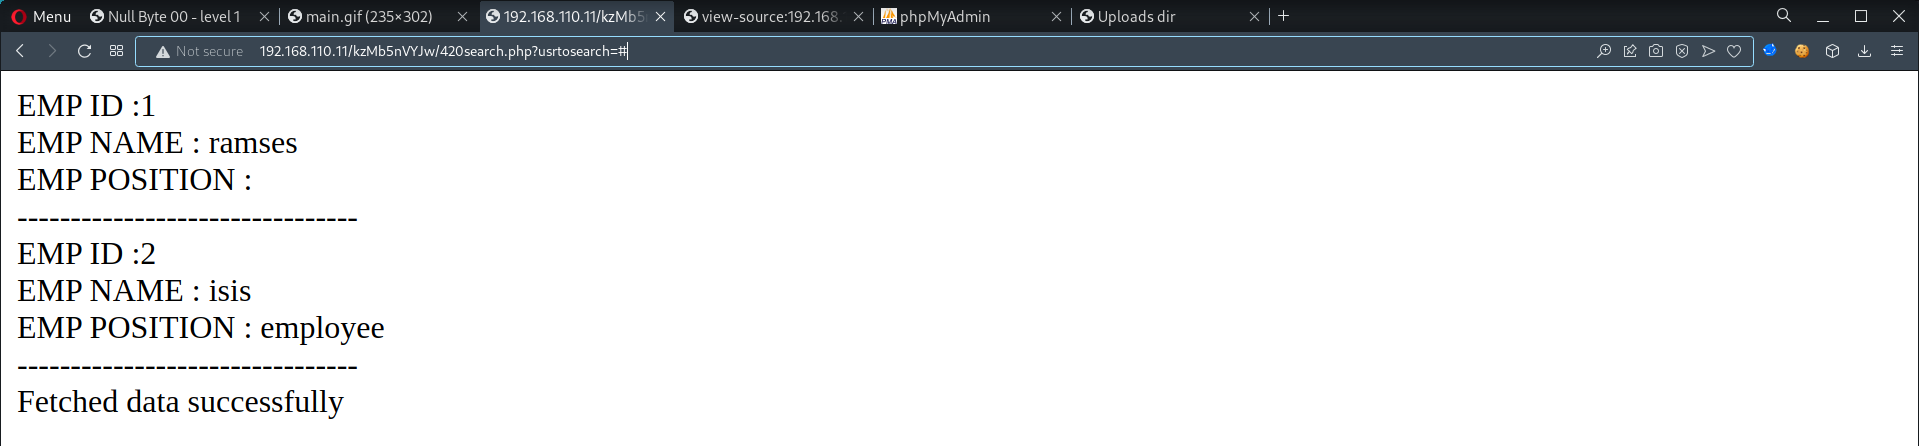 Menu
Null Byte 00 - level 1
main.gif (235×302)
192.168.110.11/kzMb5
view-source:192.168.
phpMyAdmin
Uploads dir
Not secure 192.168.110.11/kzMb5nVYJw/420search.php?usrtosearch=#
EMP ID :1
EMP NAME : ramses
EMP POSITION :
--------------------------------
EMP ID :2
EMP NAME : isis
EMP POSITION : employee
--------------------------------
Fetched data successfully